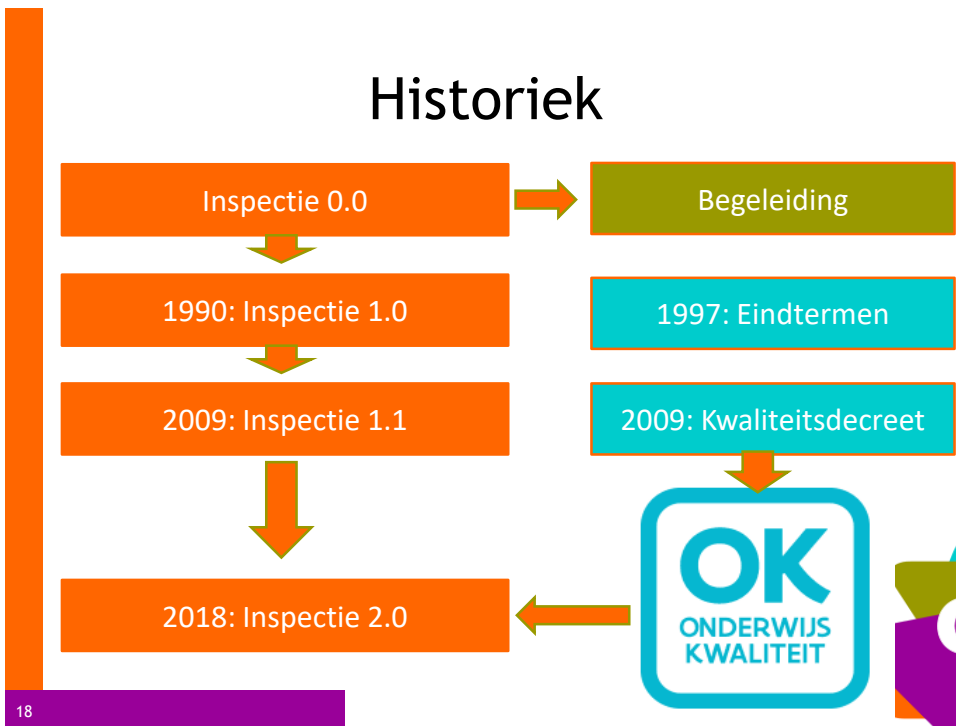 Historiek
Inspectie 0.0
Begeleiding
1990: Inspectie 1.0
1997: Eindtermen
2009: Inspectie 1.1
2009: Kwaliteitsdecreet
OK
ONDERWIJS
KWALITEIT
2018: Inspectie 2.0
18